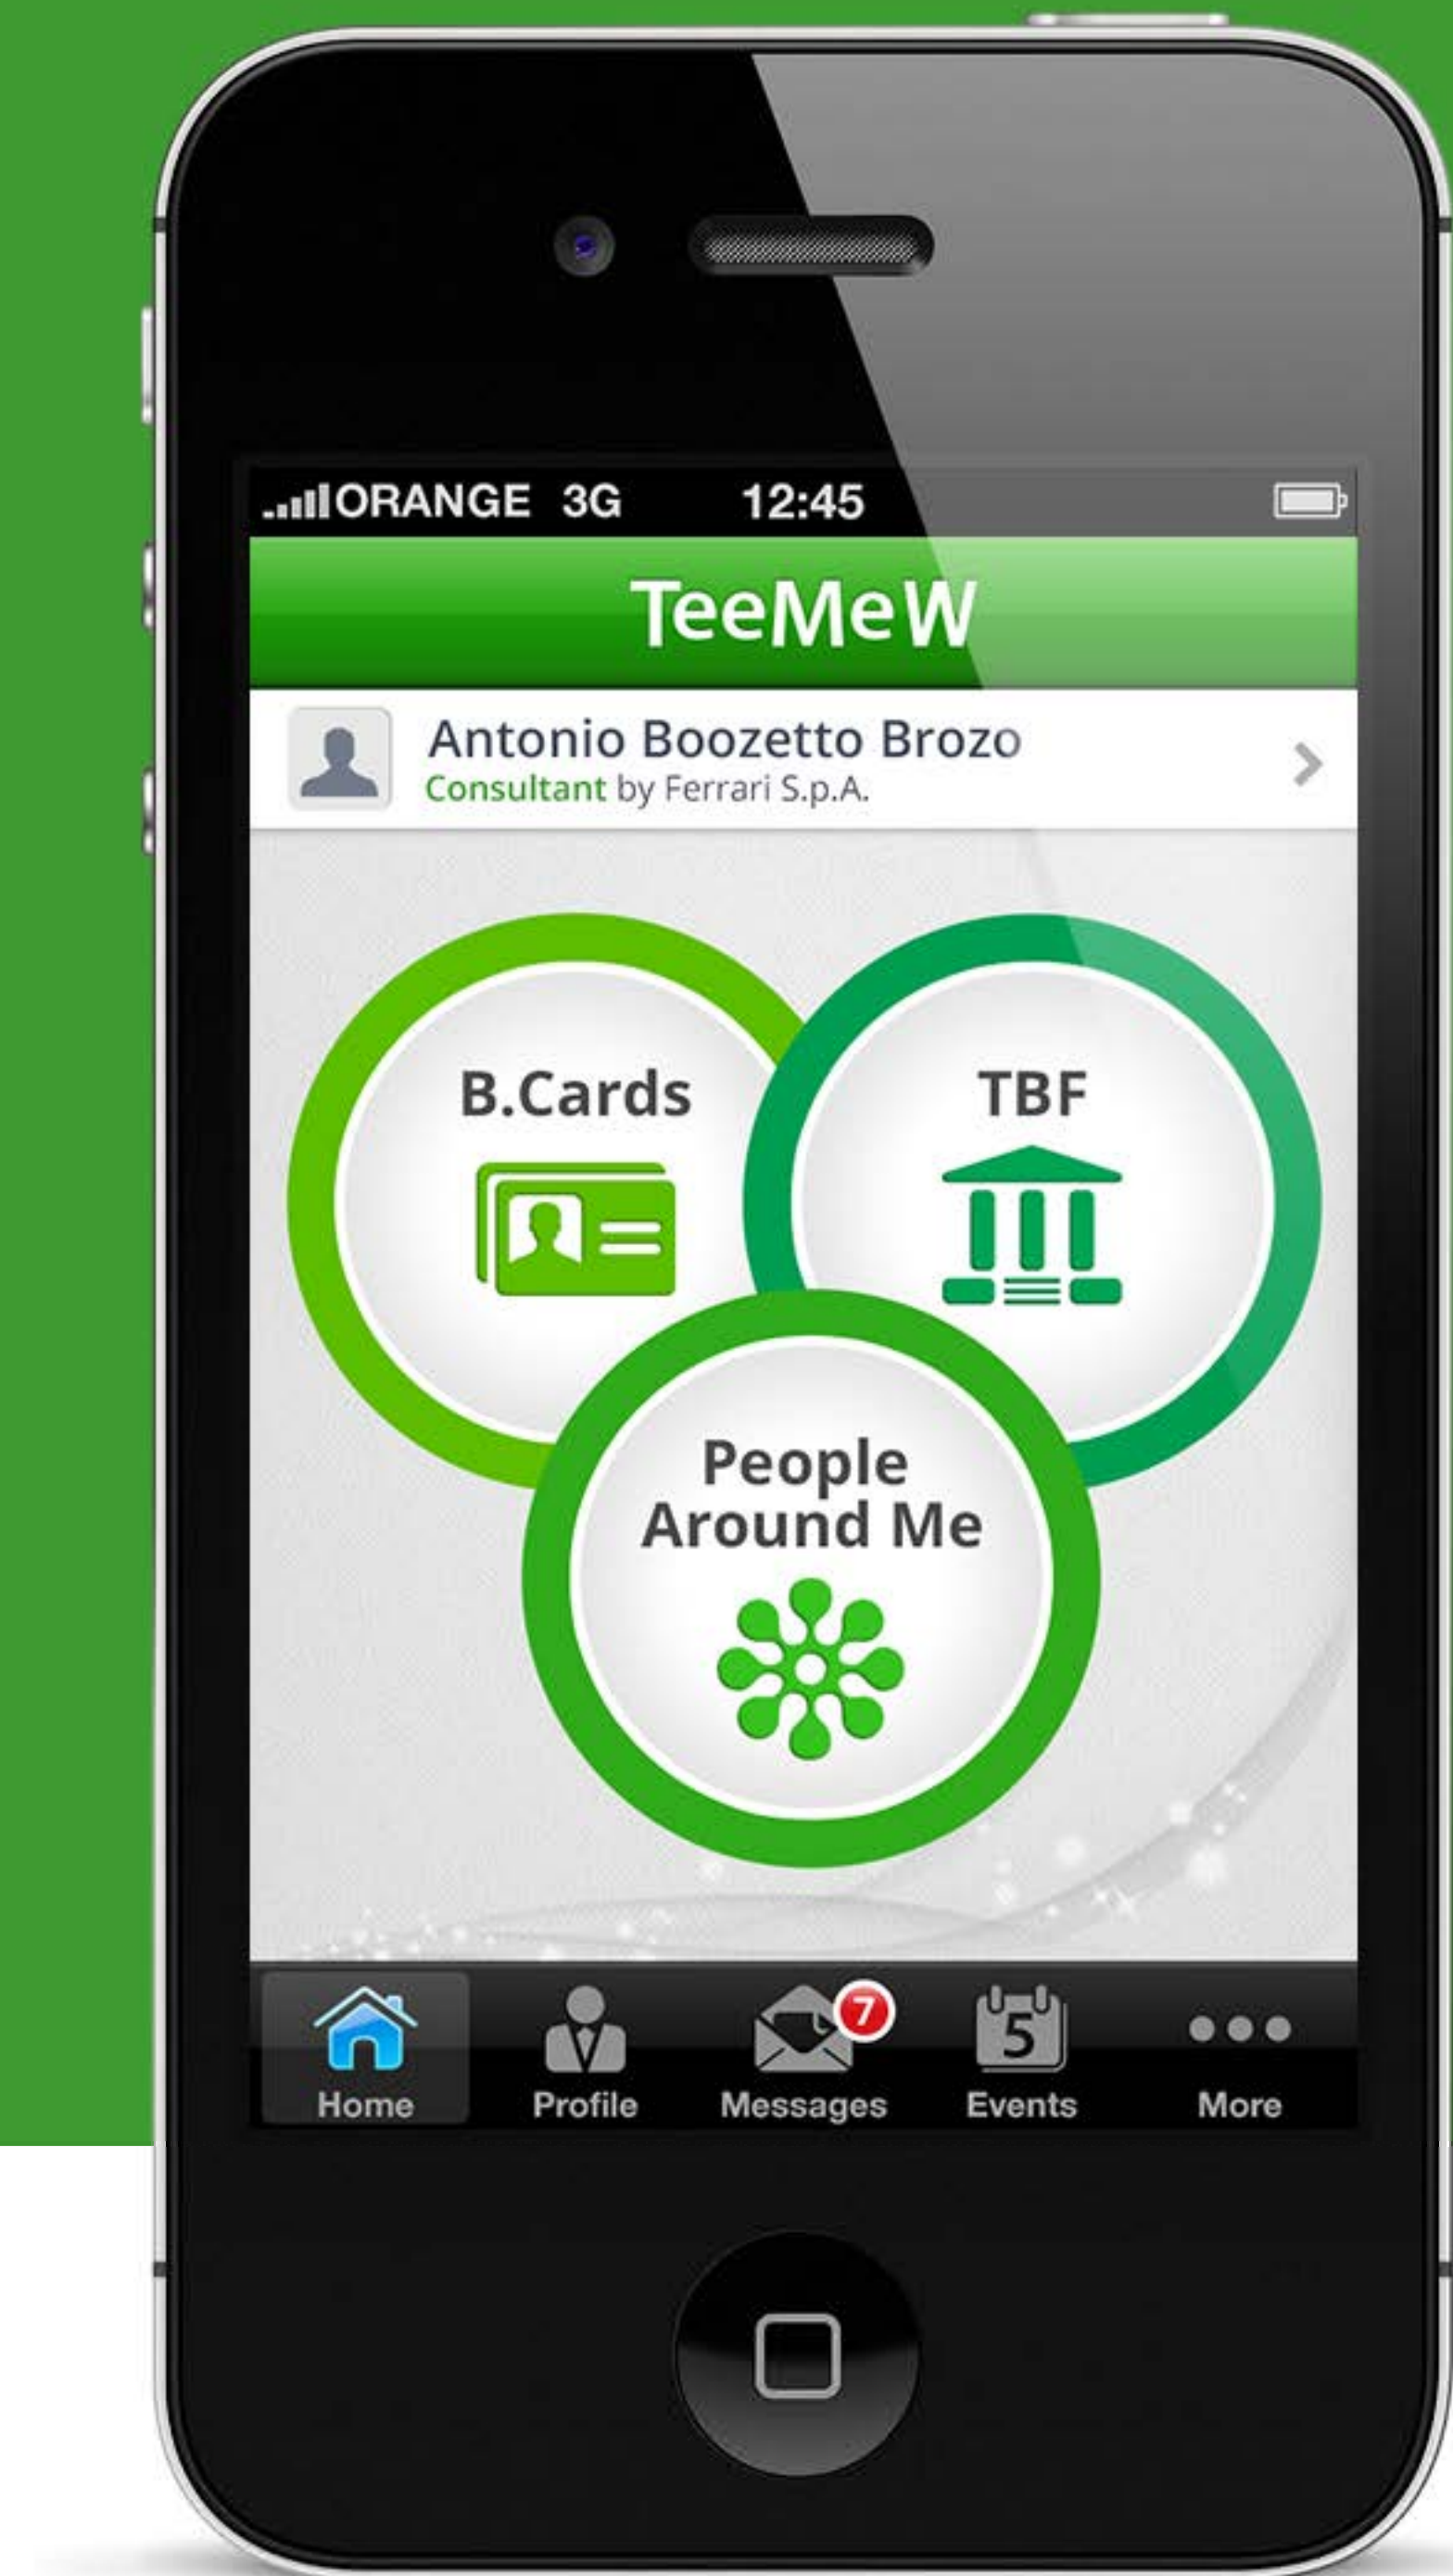 ORANGE 3G 12:45
TeeMeW
Antonio Boozetto Brozo
Consultant by Ferrari S.p.A.
B.Cards
TBF
People
Around Me
7
5
Home Profile Messages Events More